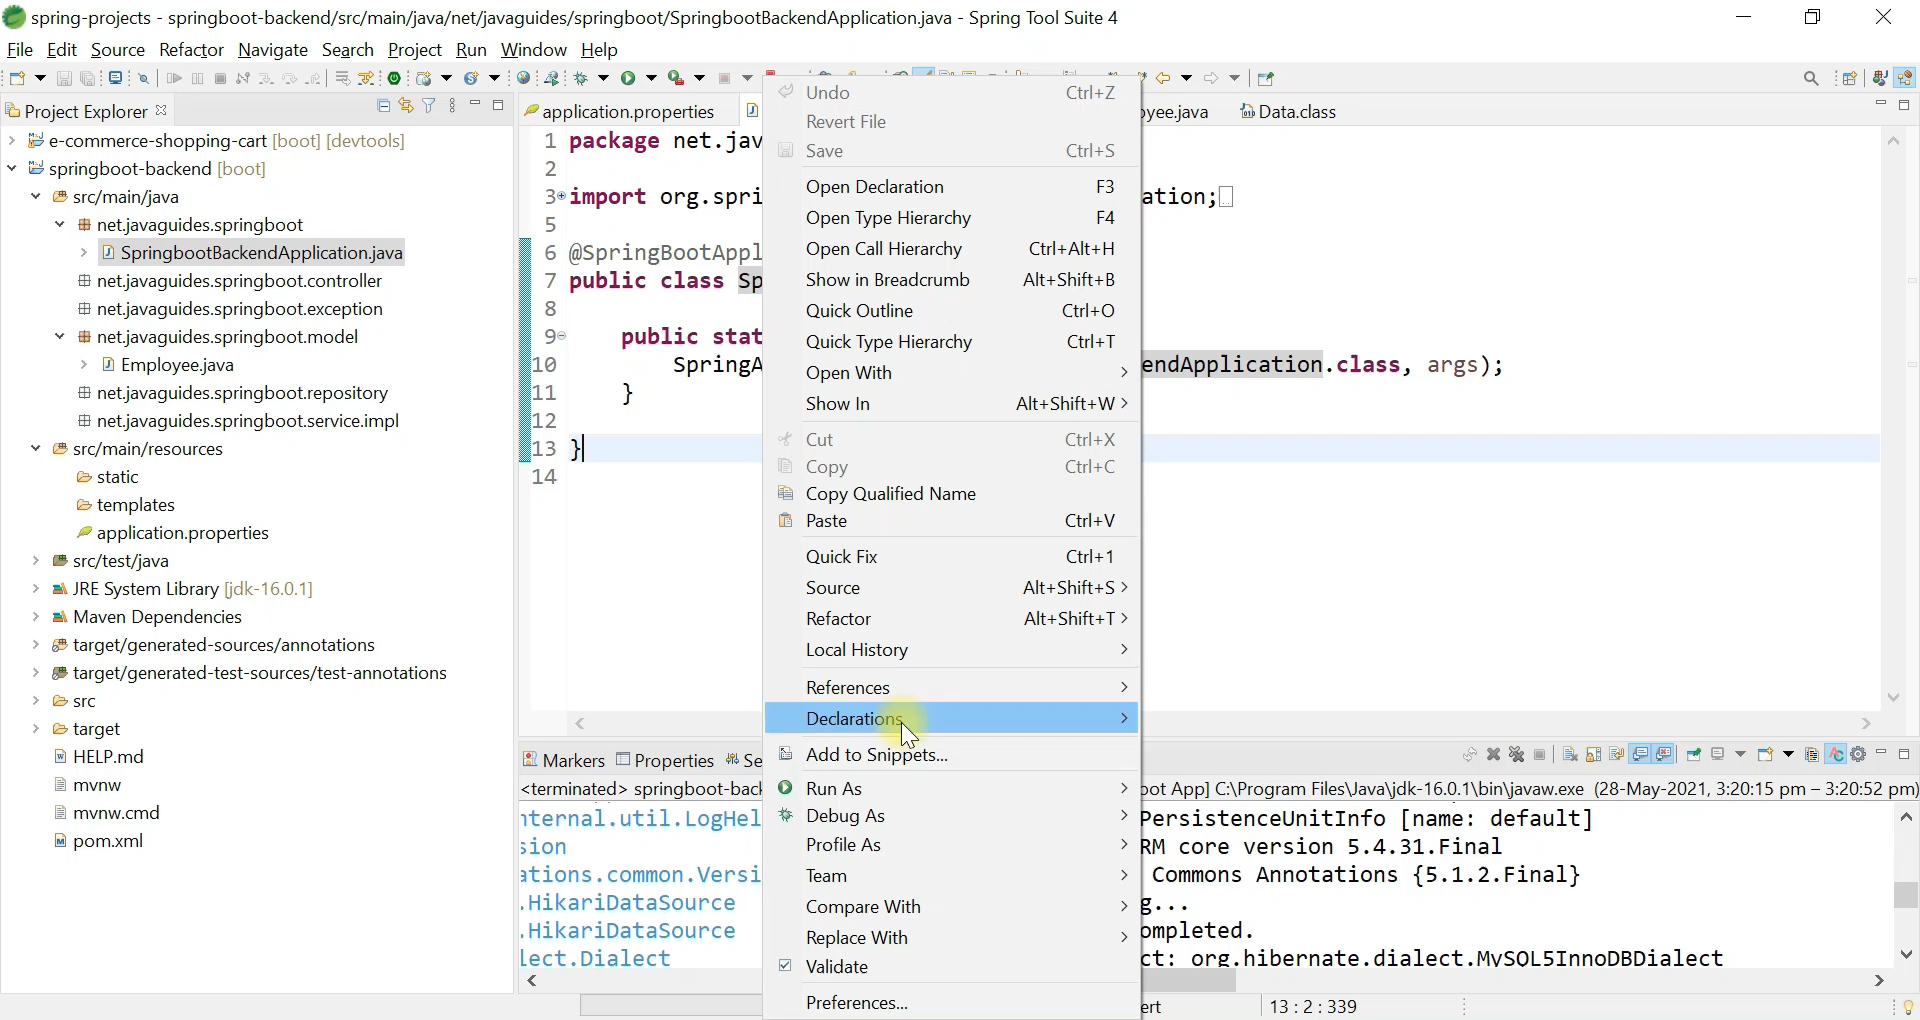 spring-projects - springboot-backend/src/main/java/net/javaguides/springboot/SpringbootBackendApplication.java - Spring Tool Suite 4
File Edit Source Refactor Navigate Search Project Run Window Help
Project Explorer
e-commerce-shopping-cart [boot] [devtools]
springboot-backend [boot]
src/main/java
net.javaguides.springboot
SpringbootBackendApplication.java
net.javaguides.springboot.controller
net.javaguides.springboot.exception
net.javaguides.springboot.model
Employee.java
net.javaguides.springboot.repository
net.javaguides.springboot.service.impl
src/main/resources
static
templates
application.properties
src/test/java
JRE System Library [jdk-16.0.1]
Maven Dependencies
target/generated-sources/annotations
target/generated-test-sources/test-annotations
src
target
HELP.md
mvnw
mvnw.cmd
pom.xml
application.properties yee.java Data.class
1 package net.jav
2
3 import org.spri ation;
5
6 @SpringBootAppl
7 public class Sp
8
9 public stat
10 SpringA endApplication.class, args);
11 }
12
13 }
14
Undo Ctrl+Z
Revert File
Save Ctrl+S
Open Declaration F3
Open Type Hierarchy F4
Open Call Hierarchy Ctrl+Alt+H
Show in Breadcrumb Alt+Shift+B
Quick Outline Ctrl+O
Quick Type Hierarchy Ctrl+T
Open With
Show In Alt+Shift+W
Cut Ctrl+X
Copy Ctrl+C
Copy Qualified Name
Paste Ctrl+V
Quick Fix Ctrl+1
Source Alt+Shift+S
Refactor Alt+Shift+T
Local History
References
Declarations
Add to Snippets...
Run As
Debug As
Profile As
Team
Compare With
Replace With
Validate
Preferences...
Markers Properties Se
<terminated> springboot-back oot App] C:\Program Files\Java\jdk-16.0.1\bin\javaw.exe (28-May-2021, 3:20:15 pm – 3:20:52 pm)
nternal.util.LogHel PersistenceUnitInfo [name: default]
sion RM core version 5.4.31.Final
ations.common.Versi Commons Annotations {5.1.2.Final}
.HikariDataSource g...
.HikariDataSource ompleted.
lect.Dialect ct: org.hibernate.dialect.MySQL5InnoDBDialect
ert 13 : 2 : 339